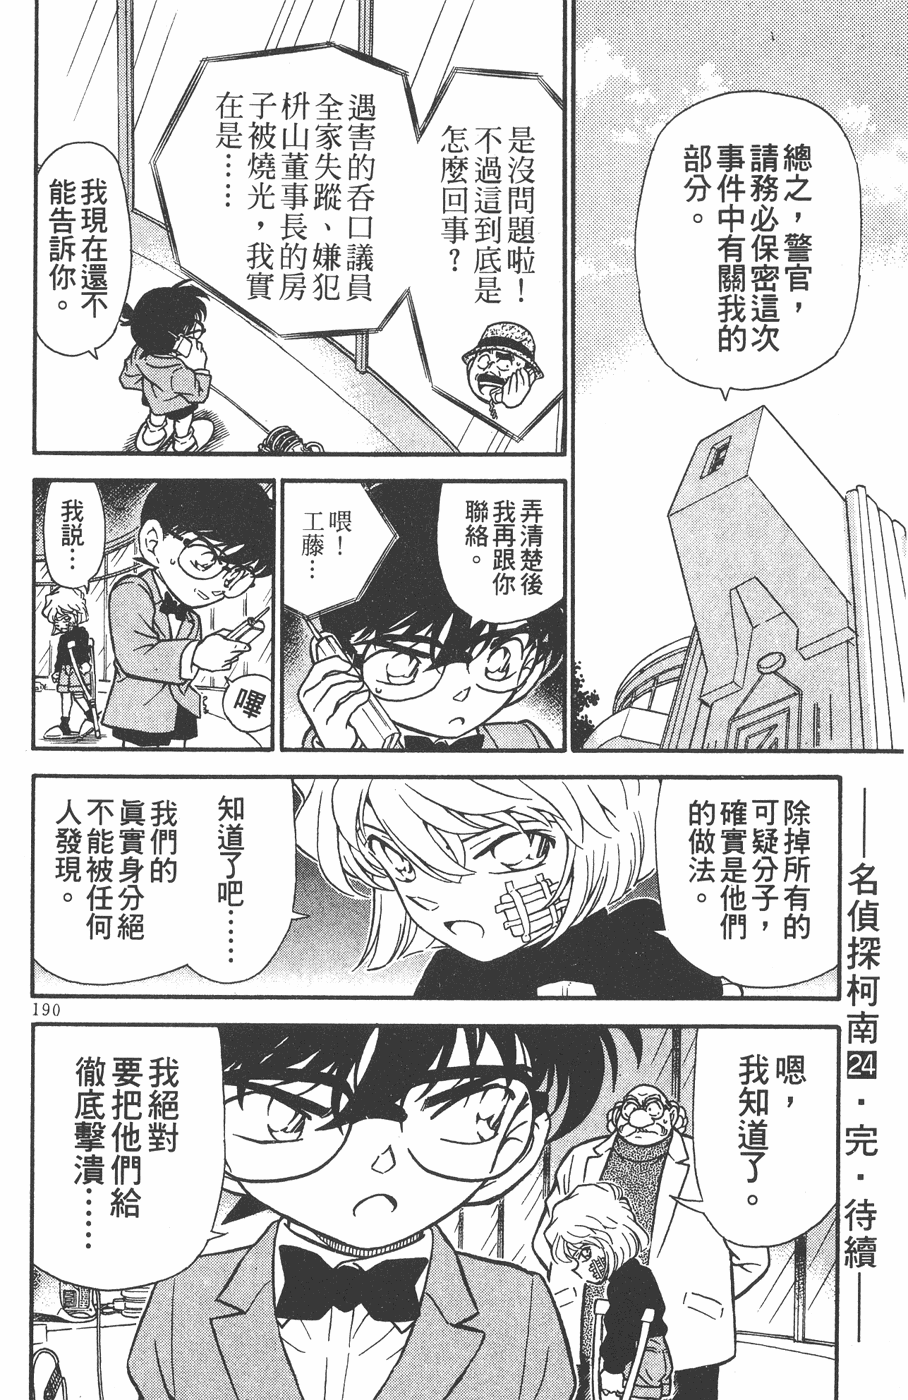 總之，警官，
請務必保密這次
事件中有關我的
部分。
是沒問題啦！
不過這到底是
怎麼回事？
遇害的吞口議員
全家失蹤、嫌犯
枡山董事長的房
子被燒光，我實
在是……
我現在還不
能告訴你。
弄清楚後
我再跟你
聯絡。
喂！
工藤…
嗶
我說…
除掉所有的
可疑分子，
確實是他們
的做法。
知道了吧……
我們的
真實身分絕
不能被任何
人發現。
190
嗯，
我知道了。
我絕對
要把他們給
徹底擊潰……
名偵探柯南24·完·待續